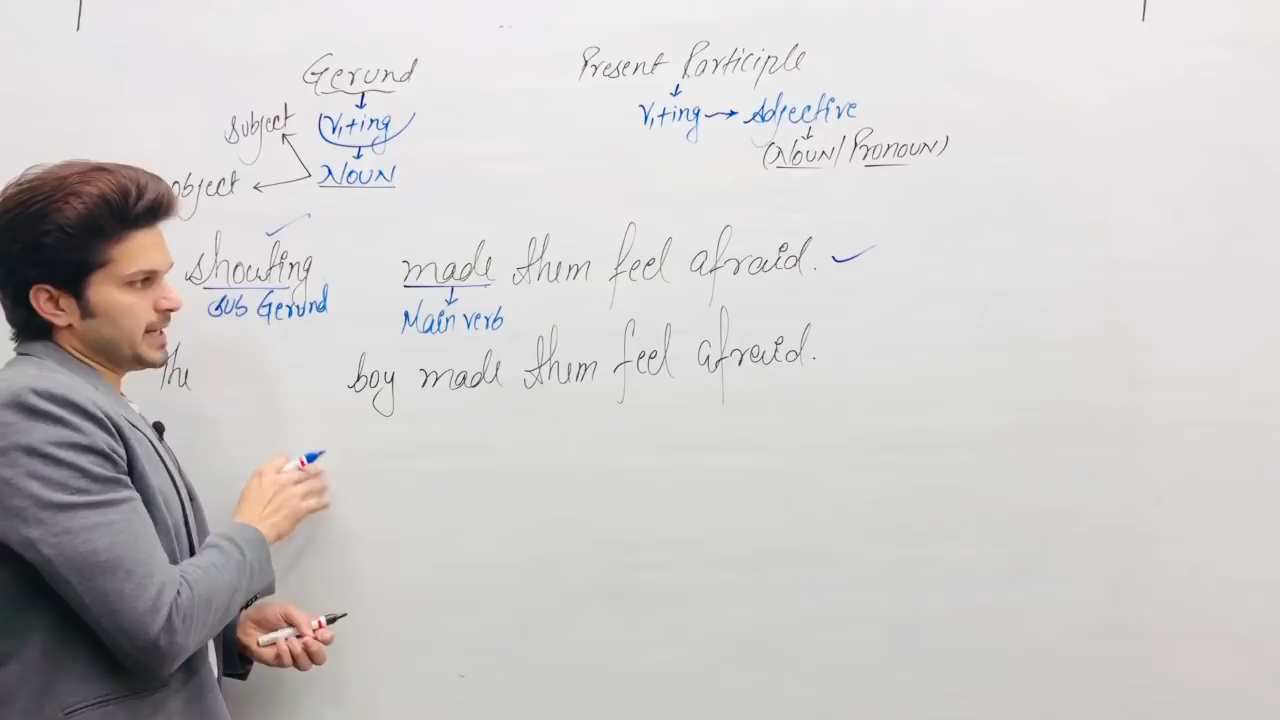 Gerund
V₁+ing
Noun
Subject
object
Present Participle
V₁+ing → Adjective
(Noun/Pronoun)
shouting made them feel afraid.
sub Gerund
Main verb
the boy made them feel afraid.